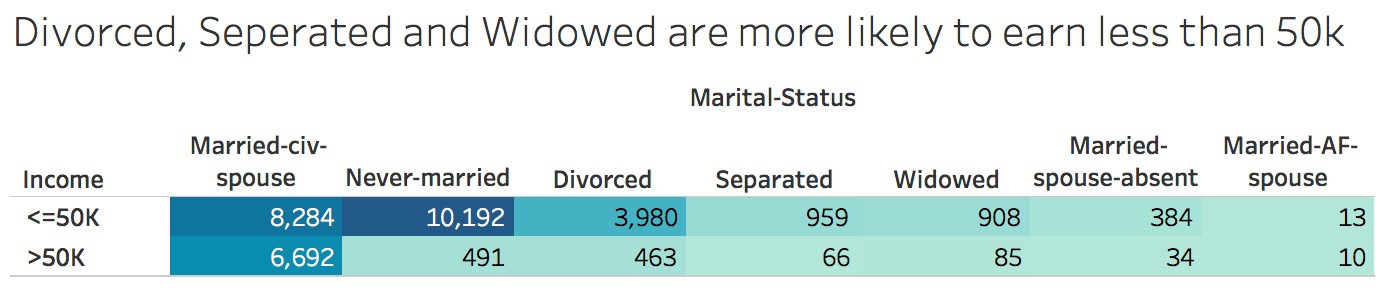 Divorced, Seperated and Widowed are more likely to earn less than 50k
Marital-Status
Income Married-civ-spouse Never-married Divorced Separated Widowed Married-spouse-absent Married-AF-spouse
<=50K 8,284 10,192 3,980 959 908 384 13
>50K 6,692 491 463 66 85 34 10